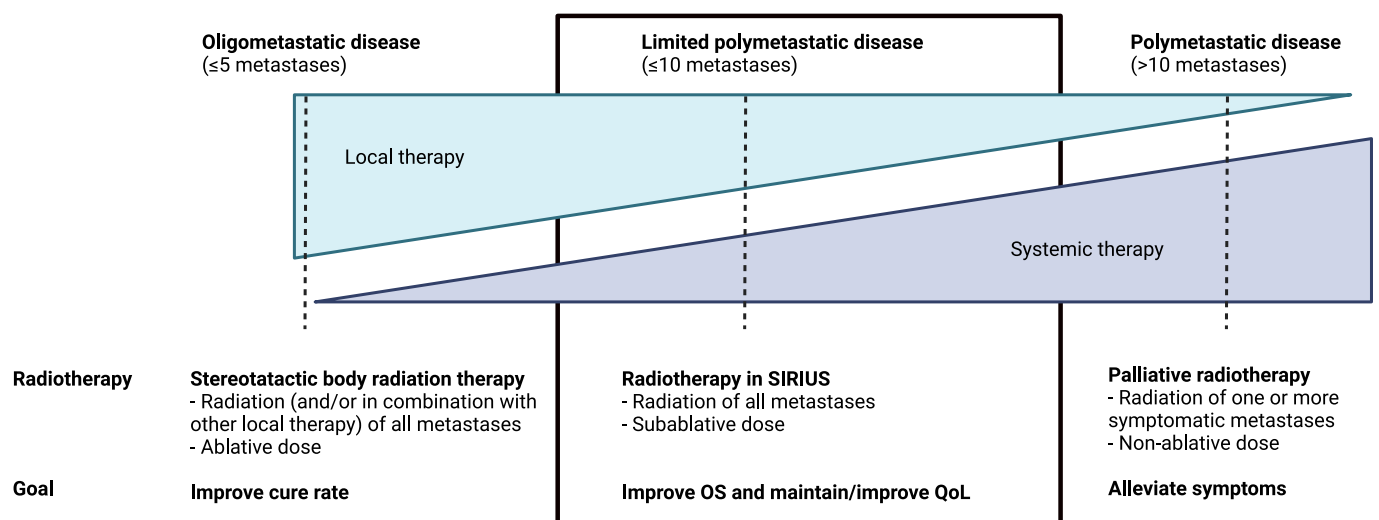 Oligometastatic disease
(≤5 metastases)
Limited polymetastatic disease
(≤10 metastases)
Polymetastatic disease
(>10 metastases)
Local therapy
Systemic therapy
Radiotherapy
Stereotatactic body radiation therapy
- Radiation (and/or in combination with
other local therapy) of all metastases
- Ablative dose
Radiotherapy in SIRIUS
- Radiation of all metastases
- Subablative dose
Palliative radiotherapy
- Radiation of one or more
symptomatic metastases
- Non-ablative dose
Goal
Improve cure rate
Improve OS and maintain/improve QoL
Alleviate symptoms